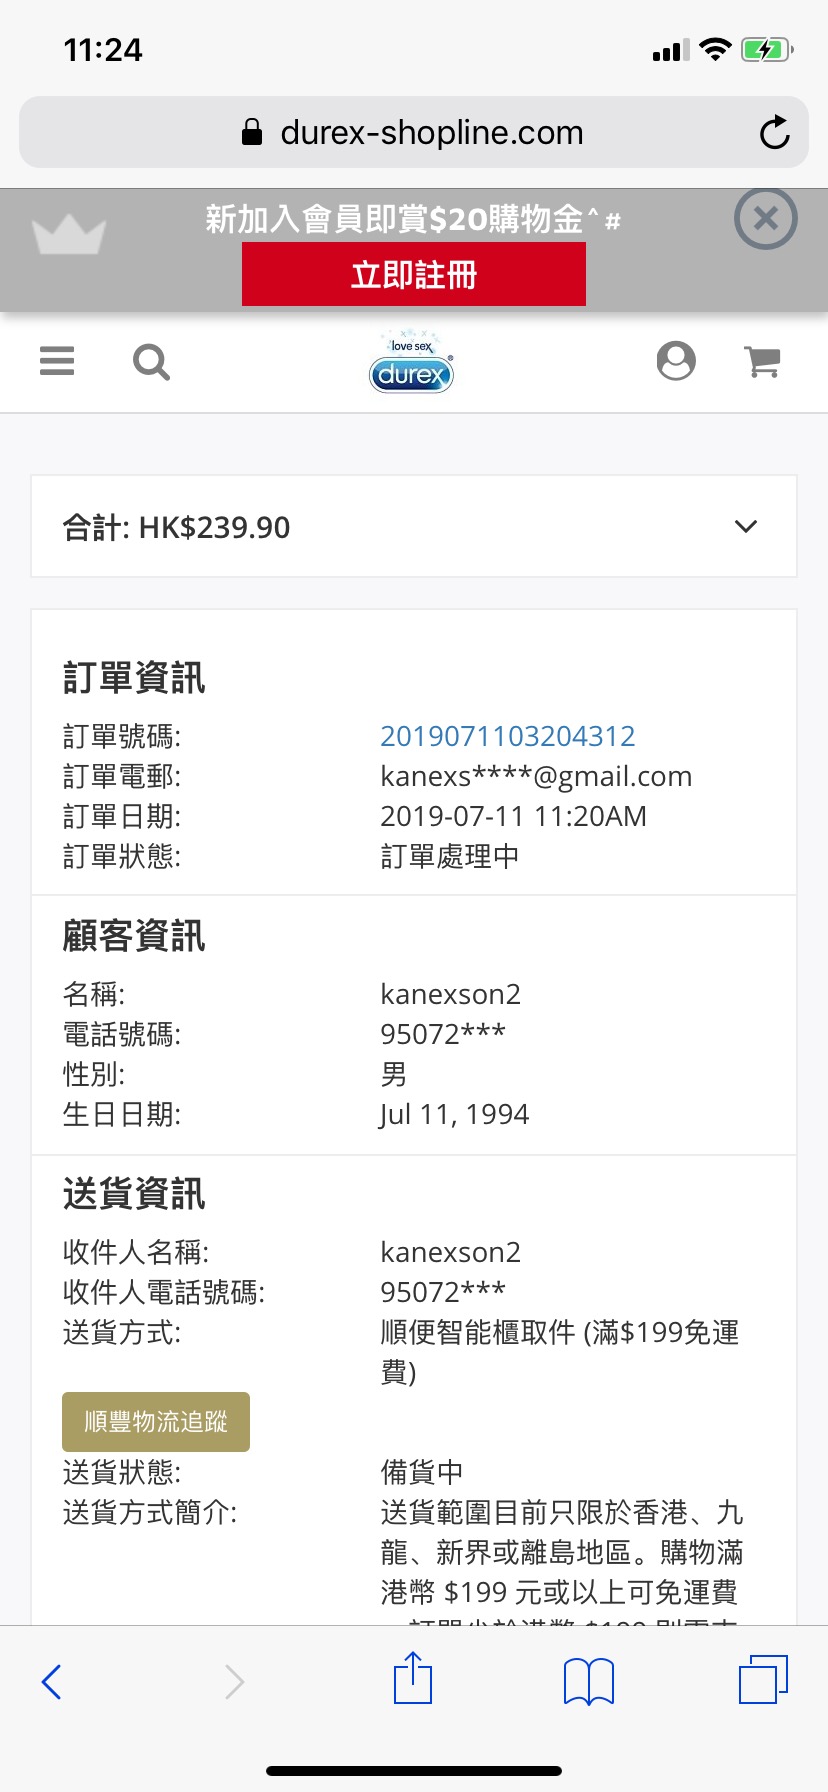 11:24
durex-shopline.com
新加入會員即賞$20購物金^#
立即註冊
love sex
durex®
合計: HK$239.90
訂單資訊
訂單號碼: 2019071103204312
訂單電郵: kanexs****@gmail.com
訂單日期: 2019-07-11 11:20AM
訂單狀態: 訂單處理中
顧客資訊
名稱: kanexson2
電話號碼: 95072***
性別: 男
生日日期: Jul 11, 1994
送貨資訊
收件人名稱: kanexson2
收件人電話號碼: 95072***
送貨方式: 順便智能櫃取件 (滿$199免運
費)
順豐物流追蹤
送貨狀態: 備貨中
送貨方式簡介: 送貨範圍目前只限於香港、九
龍、新界或離島地區。購物滿
港幣 $199 元或以上可免運費